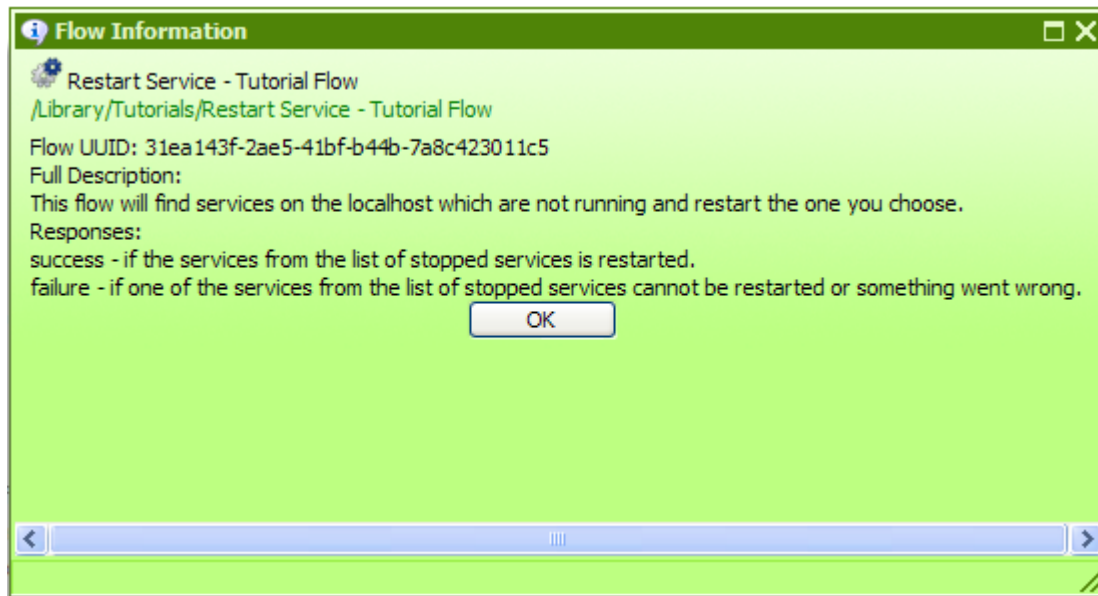 Flow Information
Restart Service - Tutorial Flow
/Library/Tutorials/Restart Service - Tutorial Flow
Flow UUID: 31ea143f-2ae5-41bf-b44b-7a8c423011c5
Full Description:
This flow will find services on the localhost which are not running and restart the one you choose.
Responses:
success - if the services from the list of stopped services is restarted.
failure - if one of the services from the list of stopped services cannot be restarted or something went wrong.
OK